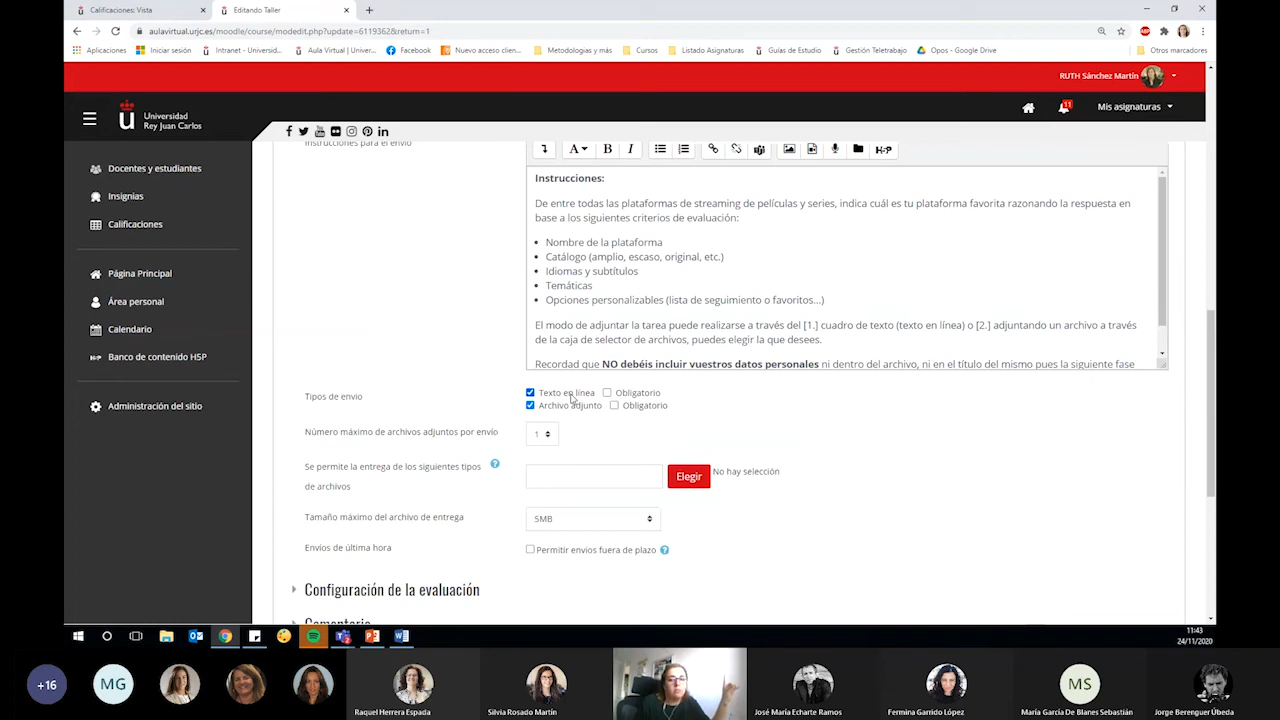 Calificaciones: Vista
Editando Taller
aulavirtual.urjc.es/moodle/course/modedit.php?update=6119362&return=1
Aplicaciones
Iniciar sesión
Intranet - Universid...
Aula Virtual | Univer...
Facebook
Nuevo acceso clien...
Metodologias y más
Cursos
Listado Asignaturas
Guías de Estudio
Gestión Teletrabajo
Opos - Google Drive
Otros marcadores
RUTH Sánchez Martín
Universidad
Rey Juan Carlos
11
Mis asignaturas
Docentes y estudiantes
Insignias
Calificaciones
Página Principal
Área personal
Calendario
H-P Banco de contenido H5P
Administración del sitio
Instrucciones para el envío
A B I H-P
Instrucciones:
De entre todas las plataformas de streaming de películas y series, indica cuál es tu plataforma favorita razonando la respuesta en
base a los siguientes criterios de evaluación:
• Nombre de la plataforma
• Catálogo (amplio, escaso, original, etc.)
• Idiomas y subtítulos
• Temáticas
• Opciones personalizables (lista de seguimiento o favoritos...)
El modo de adjuntar la tarea puede realizarse a través del [1.] cuadro de texto (texto en línea) o [2.] adjuntando un archivo a través
de la caja de selector de archivos, puedes elegir la que desees.
Recordad que NO debéis incluir vuestros datos personales ni dentro del archivo, ni en el título del mismo pues la siguiente fase
Tipos de envio
Texto en línea Obligatorio
Archivo adjunto Obligatorio
Número máximo de archivos adjuntos por envío
1
Se permite la entrega de los siguientes tipos
de archivos
Elegir
No hay selección
Tamaño máximo del archivo de entrega
5MB
Envíos de última hora
Permitir envios fuera de plazo
Configuración de la evaluación
Comentario
11:43
24/11/2020
+16
MG
MS
Raquel Herrera Espada
Silvia Rosado Martín
José María Echarte Ramos
Fermina Garrido López
María García De Blanes Sebastián
Jorge Berenguer Úbeda